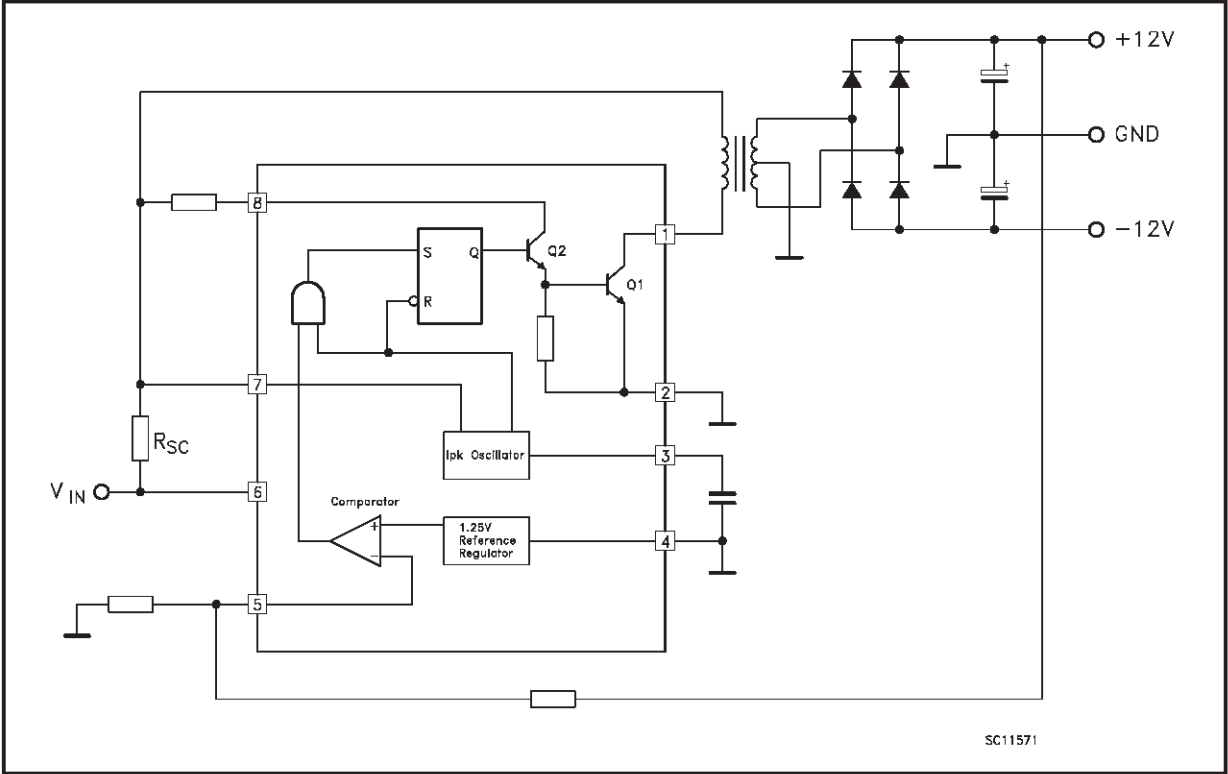 +12V
GND
-12V
8
S
Q
Q2
1
Q1
R
7
2
RSC
Ipk Oscillator
3
VIN
6
Comparator
+
-
1.25V
Reference
Regulator
4
5
+
+
SC11571